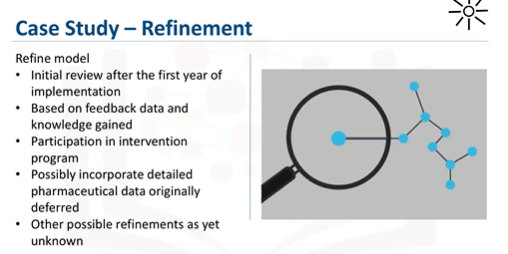 Case Study – Refinement
Refine model
• Initial review after the first year of
implementation
• Based on feedback data and
knowledge gained
• Participation in intervention
program
• Possibly incorporate detailed
pharmaceutical data originally
deferred
• Other possible refinements as yet
unknown